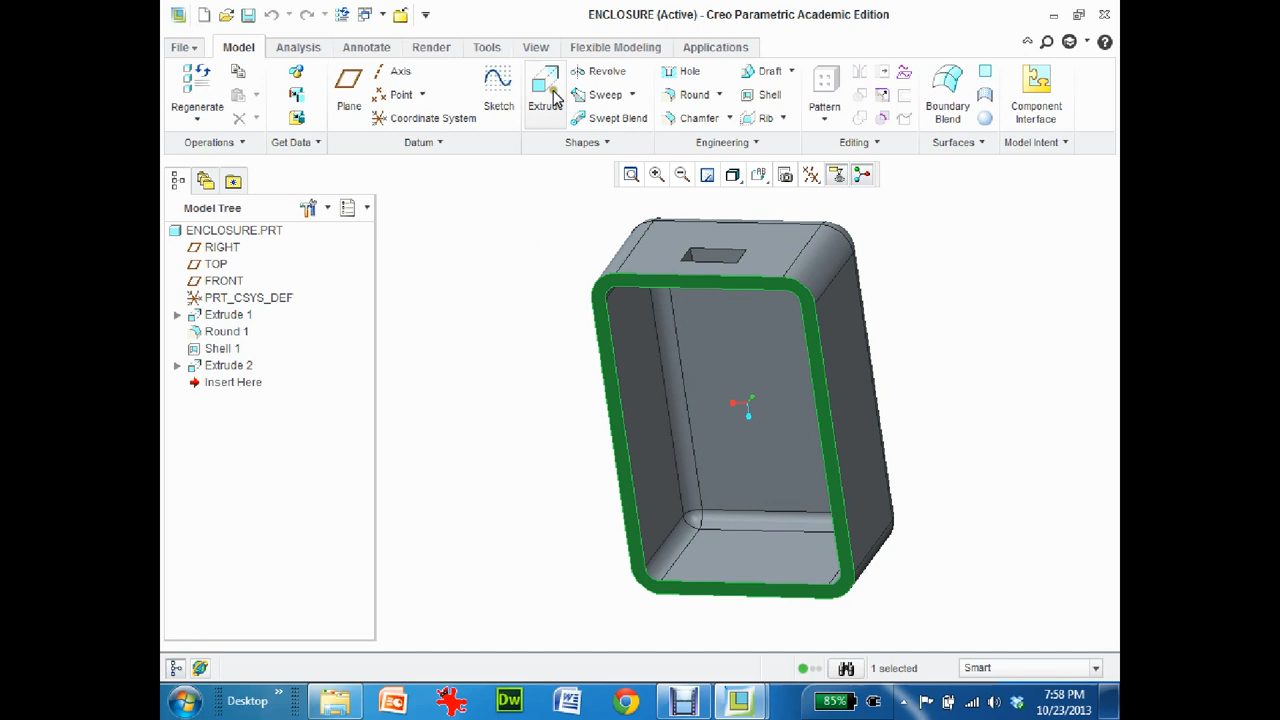 ENCLOSURE (Active) - Creo Parametric Academic Edition
File Model Analysis Annotate Render Tools View Flexible Modeling Applications
Regenerate
Operations
Get Data
Plane
Axis
Point
Coordinate System
Sketch
Datum
Extrude
Revolve
Sweep
Swept Blend
Shapes
Hole
Round
Chamfer
Draft
Shell
Rib
Engineering
Pattern
Editing
Boundary
Blend
Surfaces
Component
Interface
Model Intent
Model Tree
ENCLOSURE.PRT
RIGHT
TOP
FRONT
PRT_CSYS_DEF
Extrude 1
Round 1
Shell 1
Extrude 2
Insert Here
1 selected
Smart
Desktop
»
Dw
85%
7:58 PM
10/23/2013